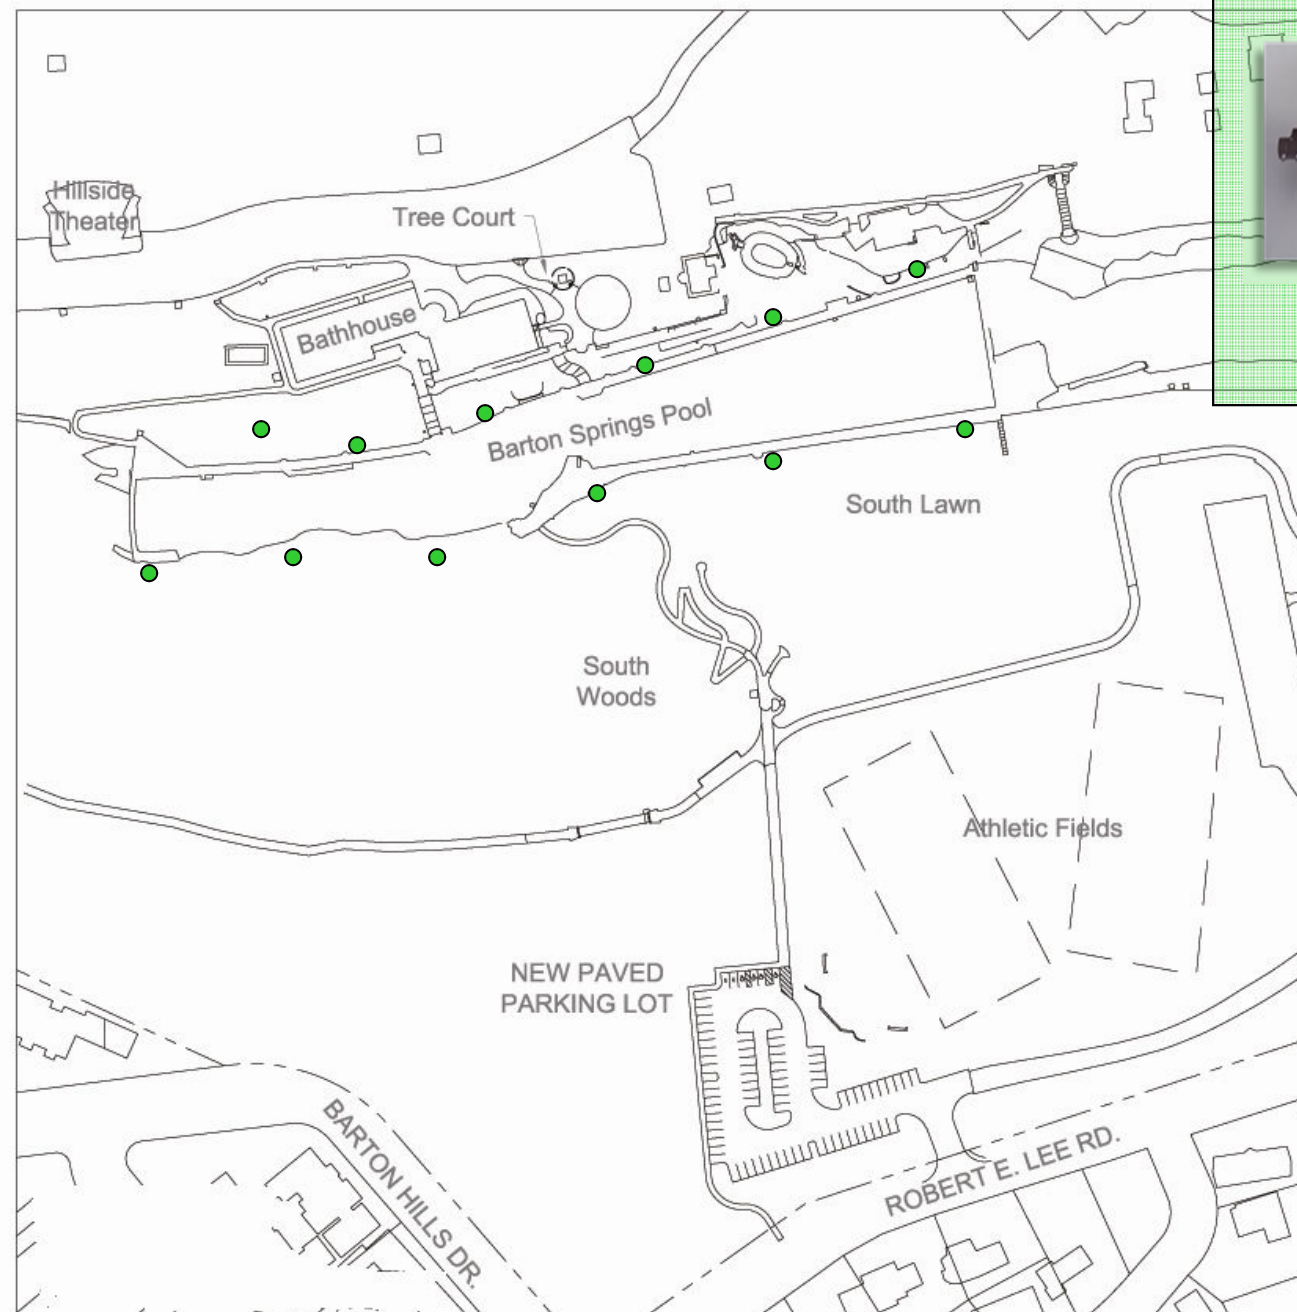 Hillside
Theater
Tree Court
Bathhouse
Barton Springs Pool
South Lawn
South
Woods
Athletic Fields
NEW PAVED
PARKING LOT
BARTON HILLS DR.
ROBERT E. LEE RD.